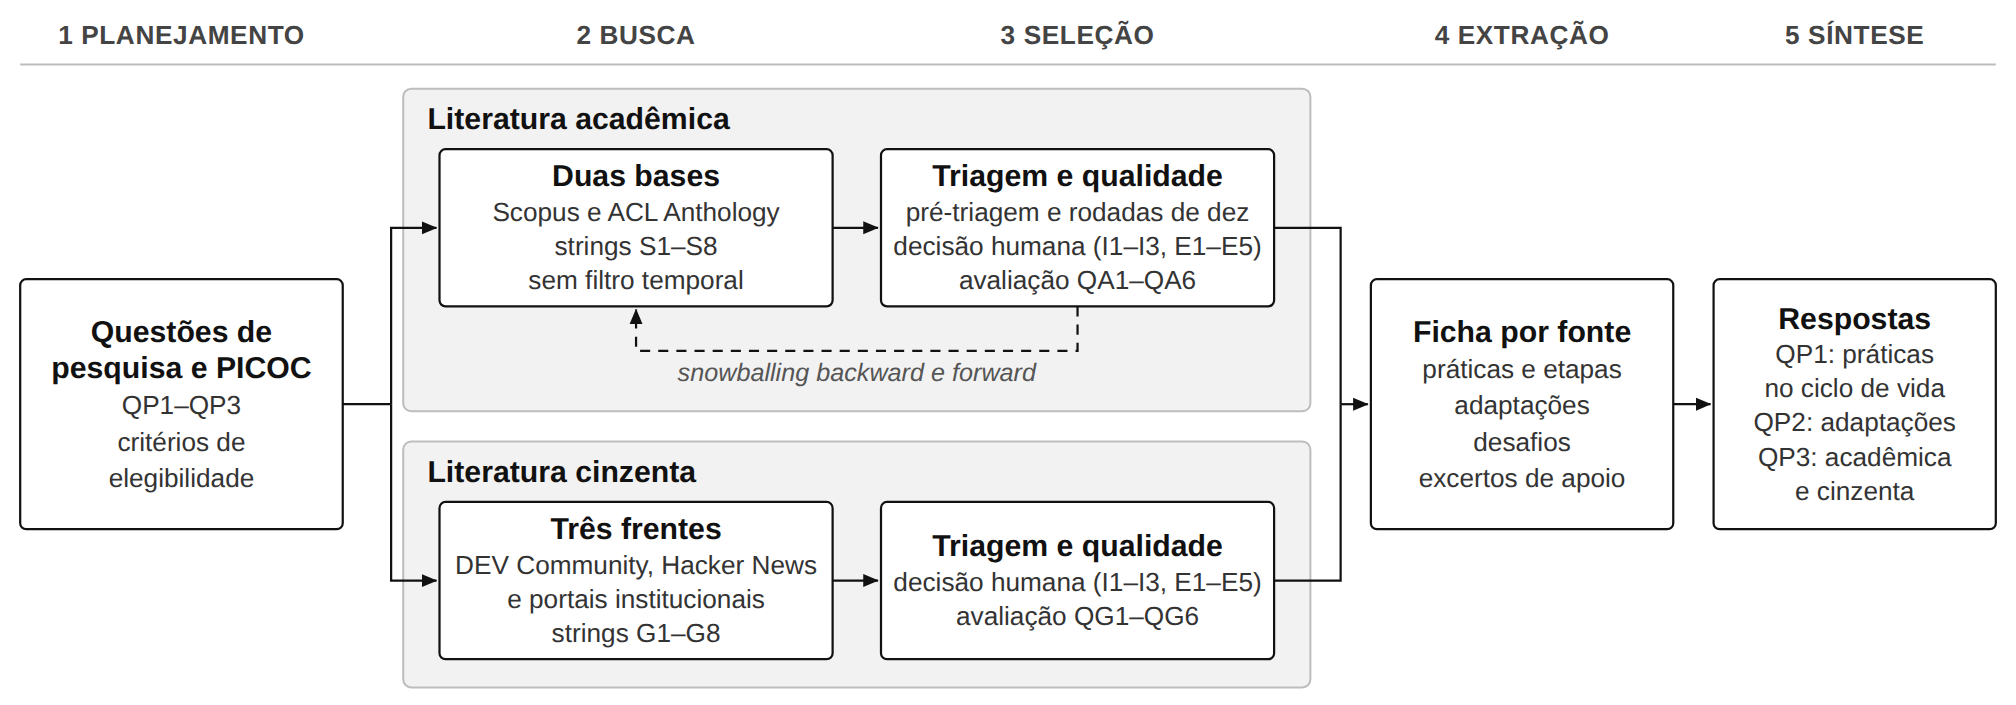 1 PLANEJAMENTO
2 BUSCA
3 SELEÇÃO
4 EXTRAÇÃO
5 SÍNTESE
Questões de
pesquisa e PICOC
QP1–QP3
critérios de
elegibilidade
Literatura acadêmica
Duas bases
Scopus e ACL Anthology
strings S1–S8
sem filtro temporal
Triagem e qualidade
pré-triagem e rodadas de dez
decisão humana (I1–I3, E1–E5)
avaliação QA1–QA6
snowballing backward e forward
Literatura cinzenta
Três frentes
DEV Community, Hacker News
e portais institucionais
strings G1–G8
Triagem e qualidade
decisão humana (I1–I3, E1–E5)
avaliação QG1–QG6
Ficha por fonte
práticas e etapas
adaptações
desafios
excertos de apoio
Respostas
QP1: práticas
no ciclo de vida
QP2: adaptações
QP3: acadêmica
e cinzenta